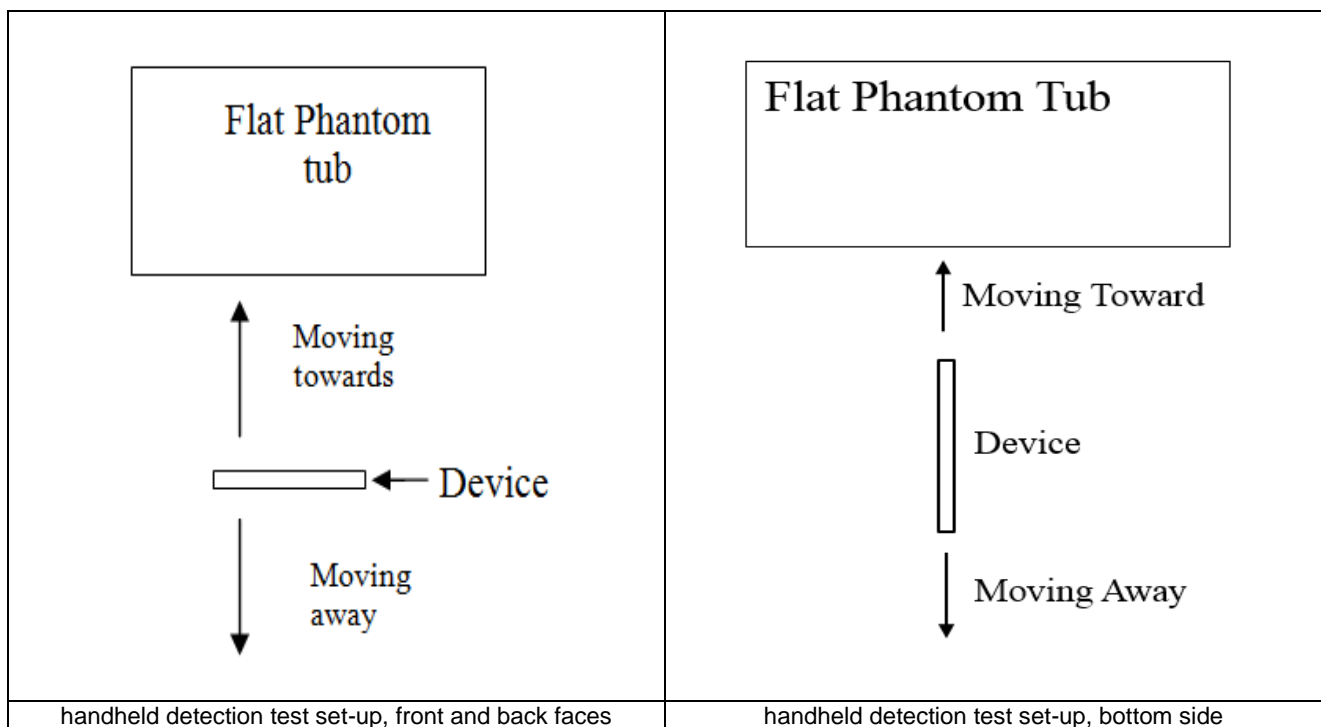 Flat Phantom
tub
Moving
towards
Device
Moving
away
handheld detection test set-up, front and back faces
Flat Phantom Tub
Moving Toward
Device
Moving Away
handheld detection test set-up, bottom side